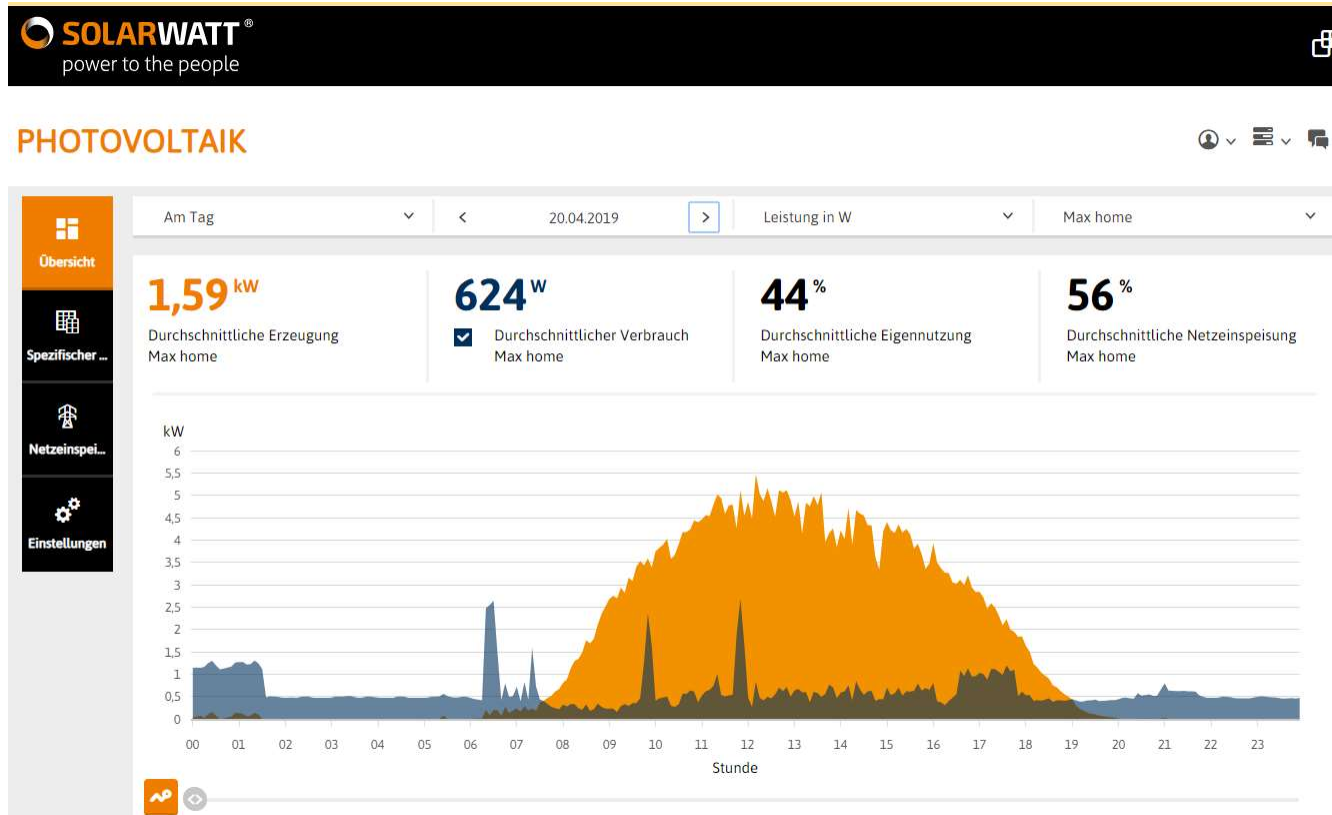 SOLARWATT®
power to the people
PHOTOVOLTAIK
Am Tag
20.04.2019
Leistung in W
Max home
Übersicht
Spezifischer ...
Netzeinspei...
Einstellungen
1,59 kW
Durchschnittliche Erzeugung
Max home
624 W
Durchschnittlicher Verbrauch
Max home
44 %
Durchschnittliche Eigennutzung
Max home
56 %
Durchschnittliche Netzeinspeisung
Max home
kW
6
5,5
5
4,5
4
3,5
3
2,5
2
1,5
1
0,5
0
00 01 02 03 04 05 06 07 08 09 10 11 12 13 14 15 16 17 18 19 20 21 22 23
Stunde